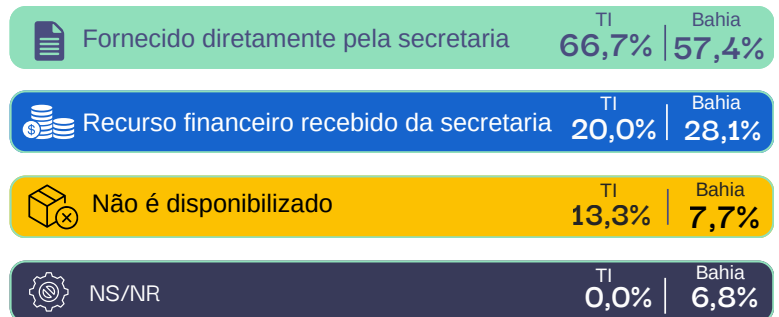 TI Bahia
Fornecido diretamente pela secretaria 66,7% 57,4%
TI Bahia
$ Recurso financeiro recebido da secretaria 20,0% 28,1%
TI Bahia
Não é disponibilizado 13,3% 7,7%
TI Bahia
NS/NR 0,0% 6,8%